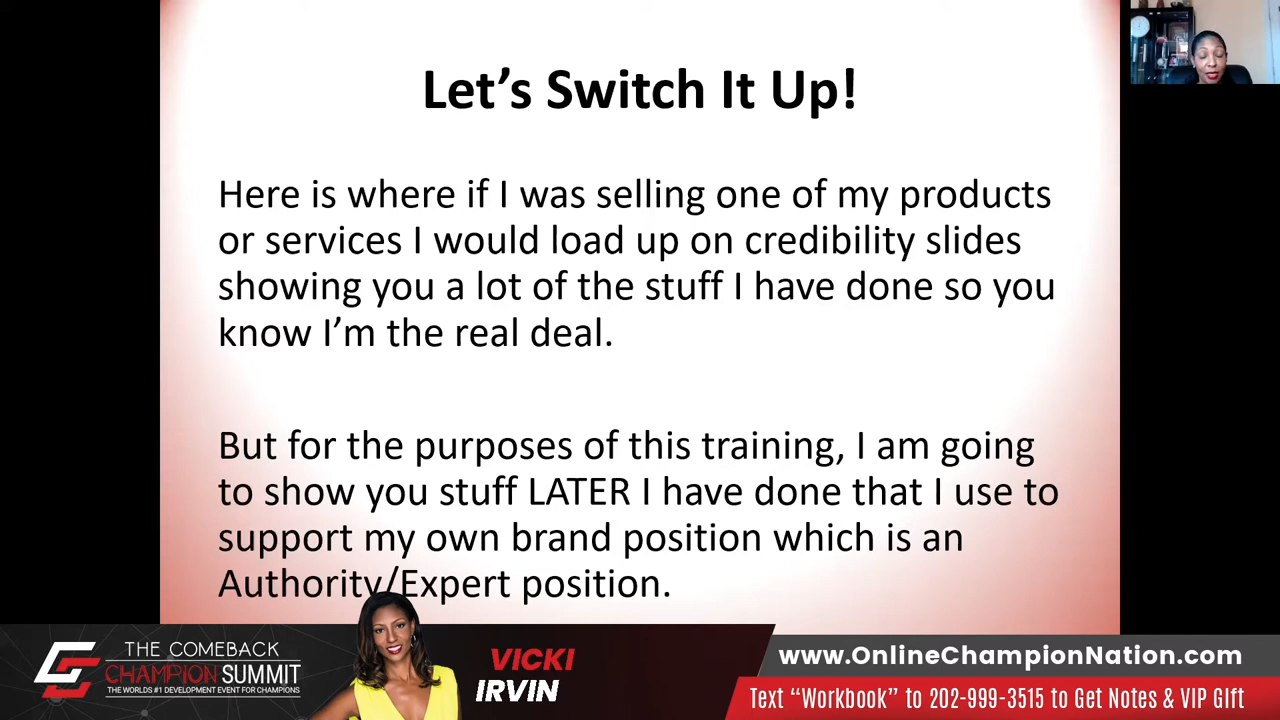 Let's Switch It Up!
Here is where if I was selling one of my products
or services I would load up on credibility slides
showing you a lot of the stuff I have done so you
know I'm the real deal.
But for the purposes of this training, I am going
to show you stuff LATER I have done that I use to
support my own brand position which is an
Authority/Expert position.
THE COMEBACK
CHAMPION SUMMIT
THE WORLDS #1 DEVELOPMENT EVENT FOR CHAMPIONS
VICKI
IRVIN
www.OnlineChampionNation.com
Text “Workbook” to 202-999-3515 to Get Notes & VIP GIft